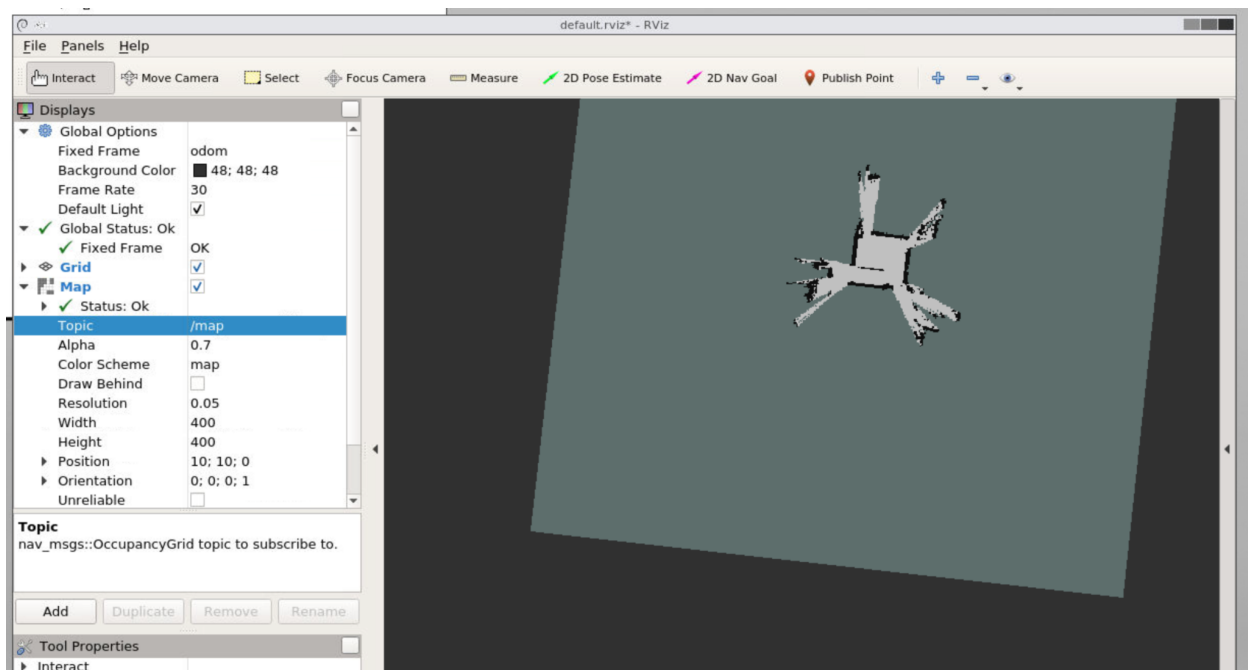 default.rviz* - RViz
File Panels Help
Interact Move Camera Select Focus Camera Measure 2D Pose Estimate 2D Nav Goal Publish Point
Displays
Global Options
Fixed Frame odom
Background Color 48; 48; 48
Frame Rate 30
Default Light
Global Status: Ok
Fixed Frame OK
Grid
Map
Status: Ok
Topic /map
Alpha 0.7
Color Scheme map
Draw Behind
Resolution 0.05
Width 400
Height 400
Position 10; 10; 0
Orientation 0; 0; 0; 1
Unreliable
Topic
nav_msgs::OccupancyGrid topic to subscribe to.
Add Duplicate Remove Rename
Tool Properties
Interact